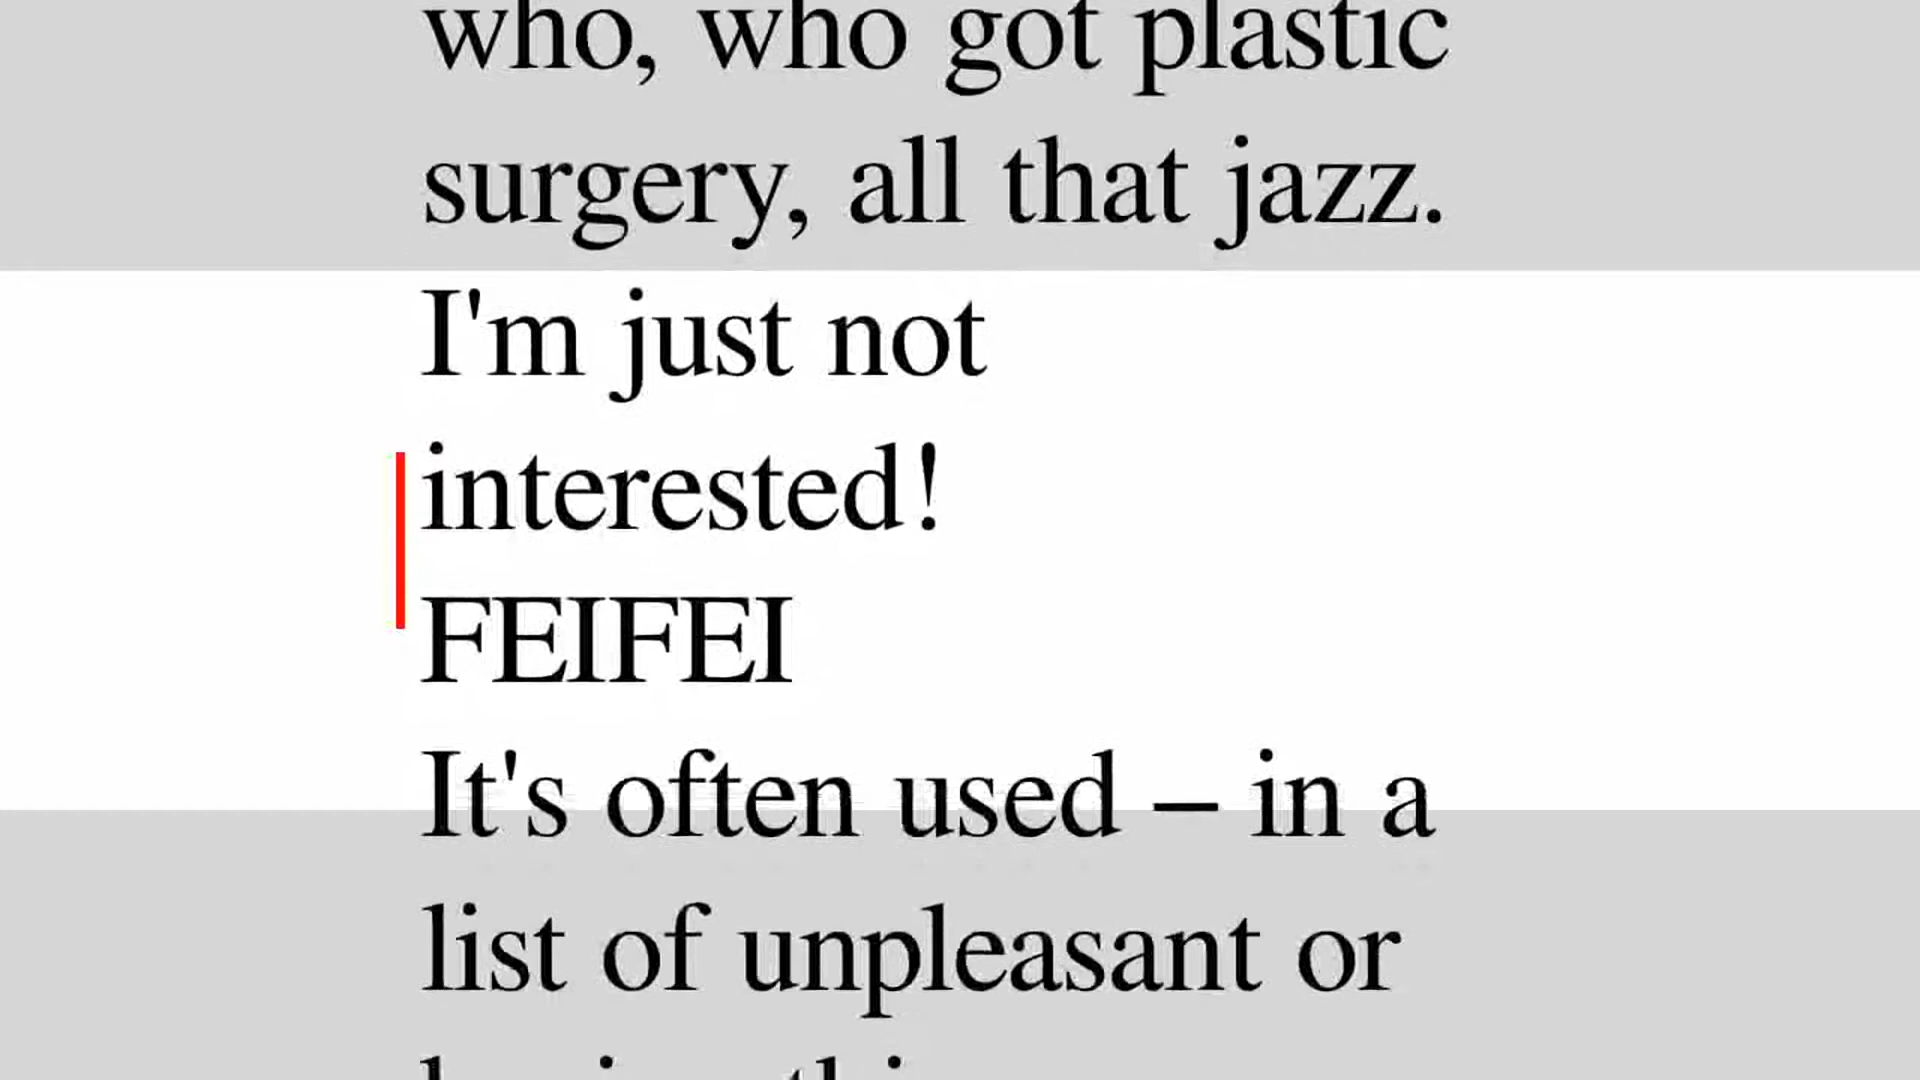 who, who got plastic
surgery, all that jazz.
I'm just not
interested!
FEIFEI
It's often used – in a
list of unpleasant or